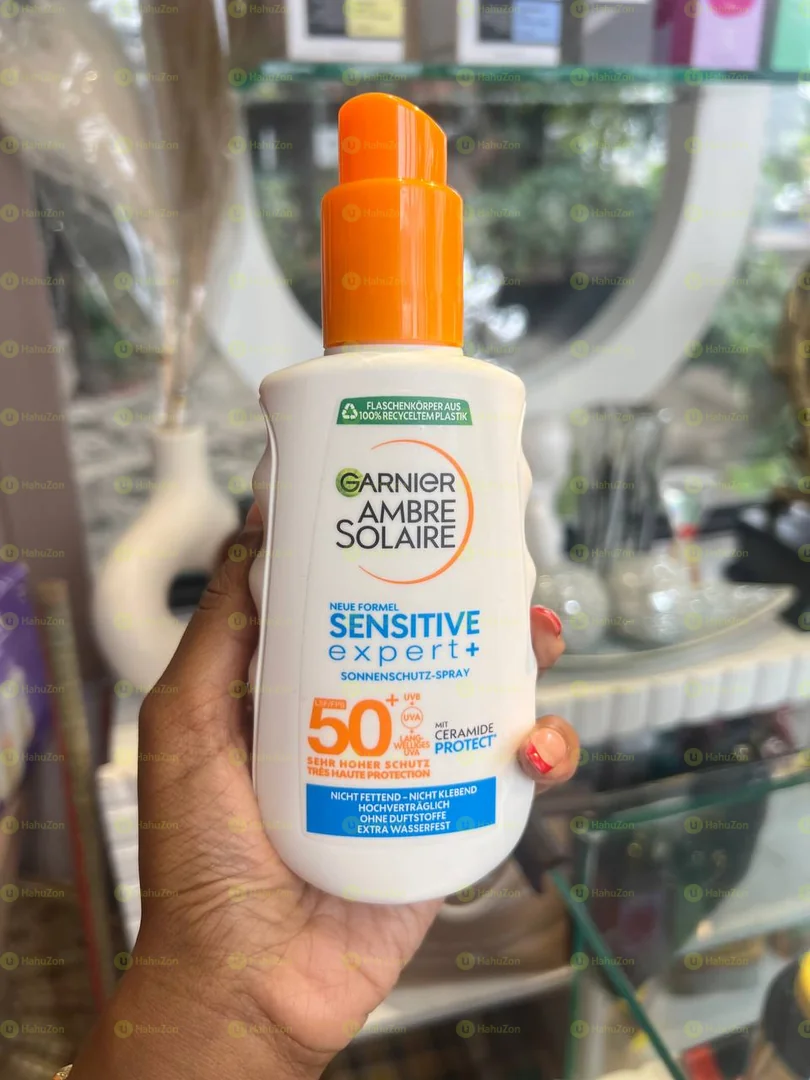 FLASCHENKÖRPER AUS
100% RECYCELTEM PLASTIK
GARNIER
AMBRE
SOLAIRE
NEUE FORMEL
SENSITIVE
expert+
SONNENSCHUTZ-SPRAY
LSF/FPS
50+
UVB
UVA
LANG-
WELLIGES
UVA
MIT
CERAMIDE
PROTECT*
SEHR HOHER SCHUTZ
TRÈS HAUTE PROTECTION
NICHT FETTEND – NICHT KLEBEND
HOCHVERTRÄGLICH
OHNE DUFTSTOFFE
EXTRA WASSERFEST
HahuZon